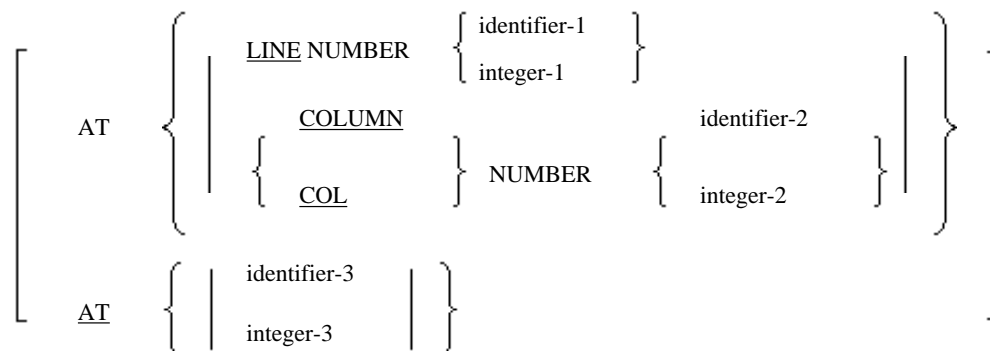 identifier-1
LINE NUMBER
integer-1
COLUMN identifier-2
AT
NUMBER
COL integer-2
identifier-3
AT
integer-3